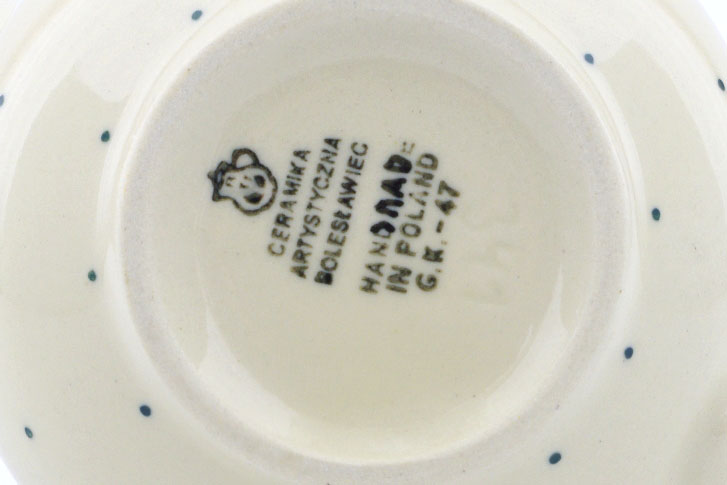 CERAMIKA
ARTYSTYCZNA
BOLESŁAWIEC
HANDMADE
IN POLAND
G.K. - 47